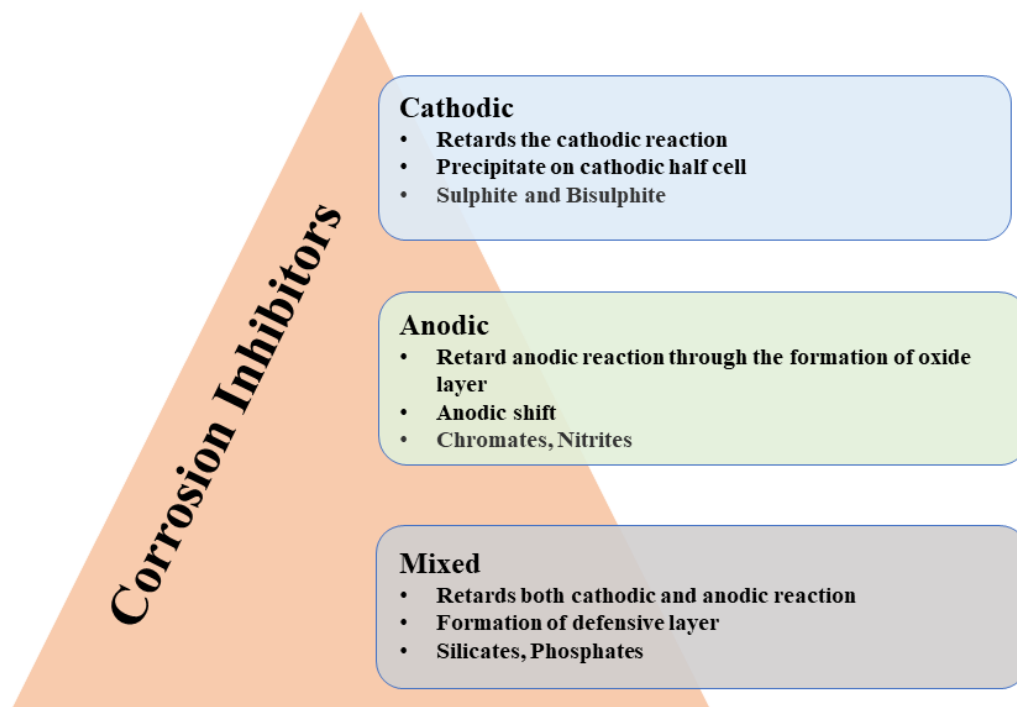 Corrosion Inhibitors
Cathodic
• Retards the cathodic reaction
• Precipitate on cathodic half cell
• Sulphite and Bisulphite
Anodic
• Retard anodic reaction through the formation of oxide
layer
• Anodic shift
• Chromates, Nitrites
Mixed
• Retards both cathodic and anodic reaction
• Formation of defensive layer
• Silicates, Phosphates